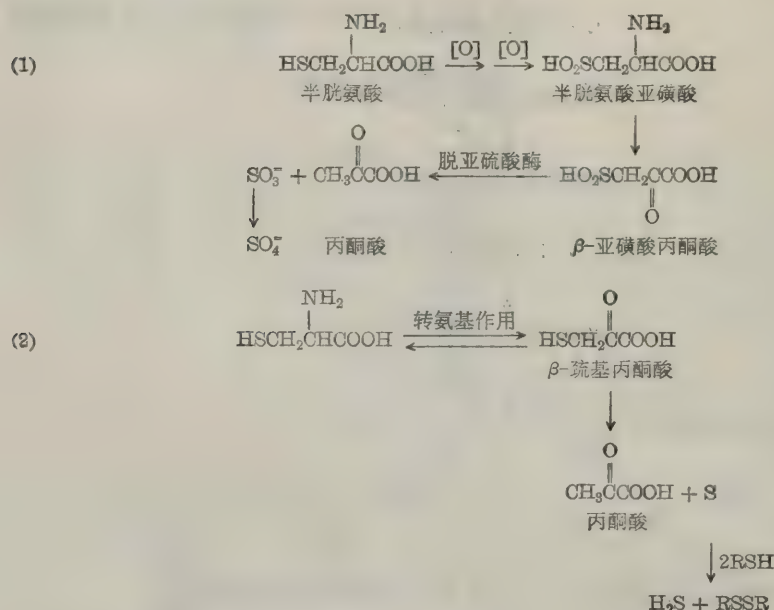 NH₂ NH₂
(1) HSCH₂CHCOOH [O] [O] HO₂SCH₂CHCOOH
半胱氨酸 半胱氨酸亚磺酸
O
SO₃⁻ + CH₃CCOOH 脱亚硫酸酶 HO₂SCH₂CCOOH
O
SO₄⁻ 丙酮酸 β-亚磺酸丙酮酸
NH₂ O
(2) HSCH₂CHCOOH 转氨基作用 HSCH₂CCOOH
β-巯基丙酮酸
O
CH₃CCOOH + S
丙酮酸
2RSH
H₂S + RSSR